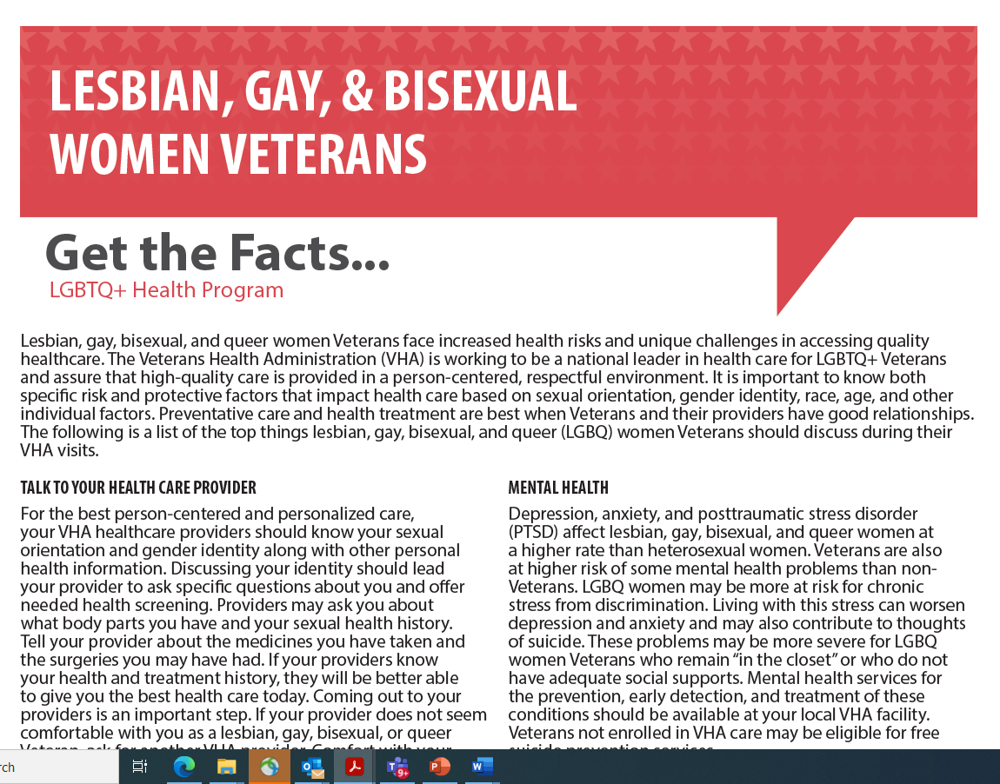 LESBIAN, GAY, & BISEXUAL
WOMEN VETERANS
Get the Facts...
LGBTQ+ Health Program
Lesbian, gay, bisexual, and queer women Veterans face increased health risks and unique challenges in accessing quality
healthcare. The Veterans Health Administration (VHA) is working to be a national leader in health care for LGBTQ+ Veterans
and assure that high-quality care is provided in a person-centered, respectful environment. It is important to know both
specific risk and protective factors that impact health care based on sexual orientation, gender identity, race, age, and other
individual factors. Preventative care and health treatment are best when Veterans and their providers have good relationships.
The following is a list of the top things lesbian, gay, bisexual, and queer (LGBQ) women Veterans should discuss during their
VHA visits.
TALK TO YOUR HEALTH CARE PROVIDER
For the best person-centered and personalized care,
your VHA healthcare providers should know your sexual
orientation and gender identity along with other personal
health information. Discussing your identity should lead
your provider to ask specific questions about you and offer
needed health screening. Providers may ask you about
what body parts you have and your sexual health history.
Tell your provider about the medicines you have taken and
the surgeries you may have had. If your providers know
your health and treatment history, they will be better able
to give you the best health care today. Coming out to your
providers is an important step. If your provider does not seem
comfortable with you as a lesbian, gay, bisexual, or queer
Veteran, ask for another VHA provider. Comfort with your
MENTAL HEALTH
Depression, anxiety, and posttraumatic stress disorder
(PTSD) affect lesbian, gay, bisexual, and queer women at
a higher rate than heterosexual women. Veterans are also
at higher risk of some mental health problems than non-
Veterans. LGBQ women may be more at risk for chronic
stress from discrimination. Living with this stress can worsen
depression and anxiety and may also contribute to thoughts
of suicide. These problems may be more severe for LGBQ
women Veterans who remain “in the closet” or who do not
have adequate social supports. Mental health services for
the prevention, early detection, and treatment of these
conditions should be available at your local VHA facility.
Veterans not enrolled in VHA care may be eligible for free
suicide prevention services.
rch
T
9+
P
W